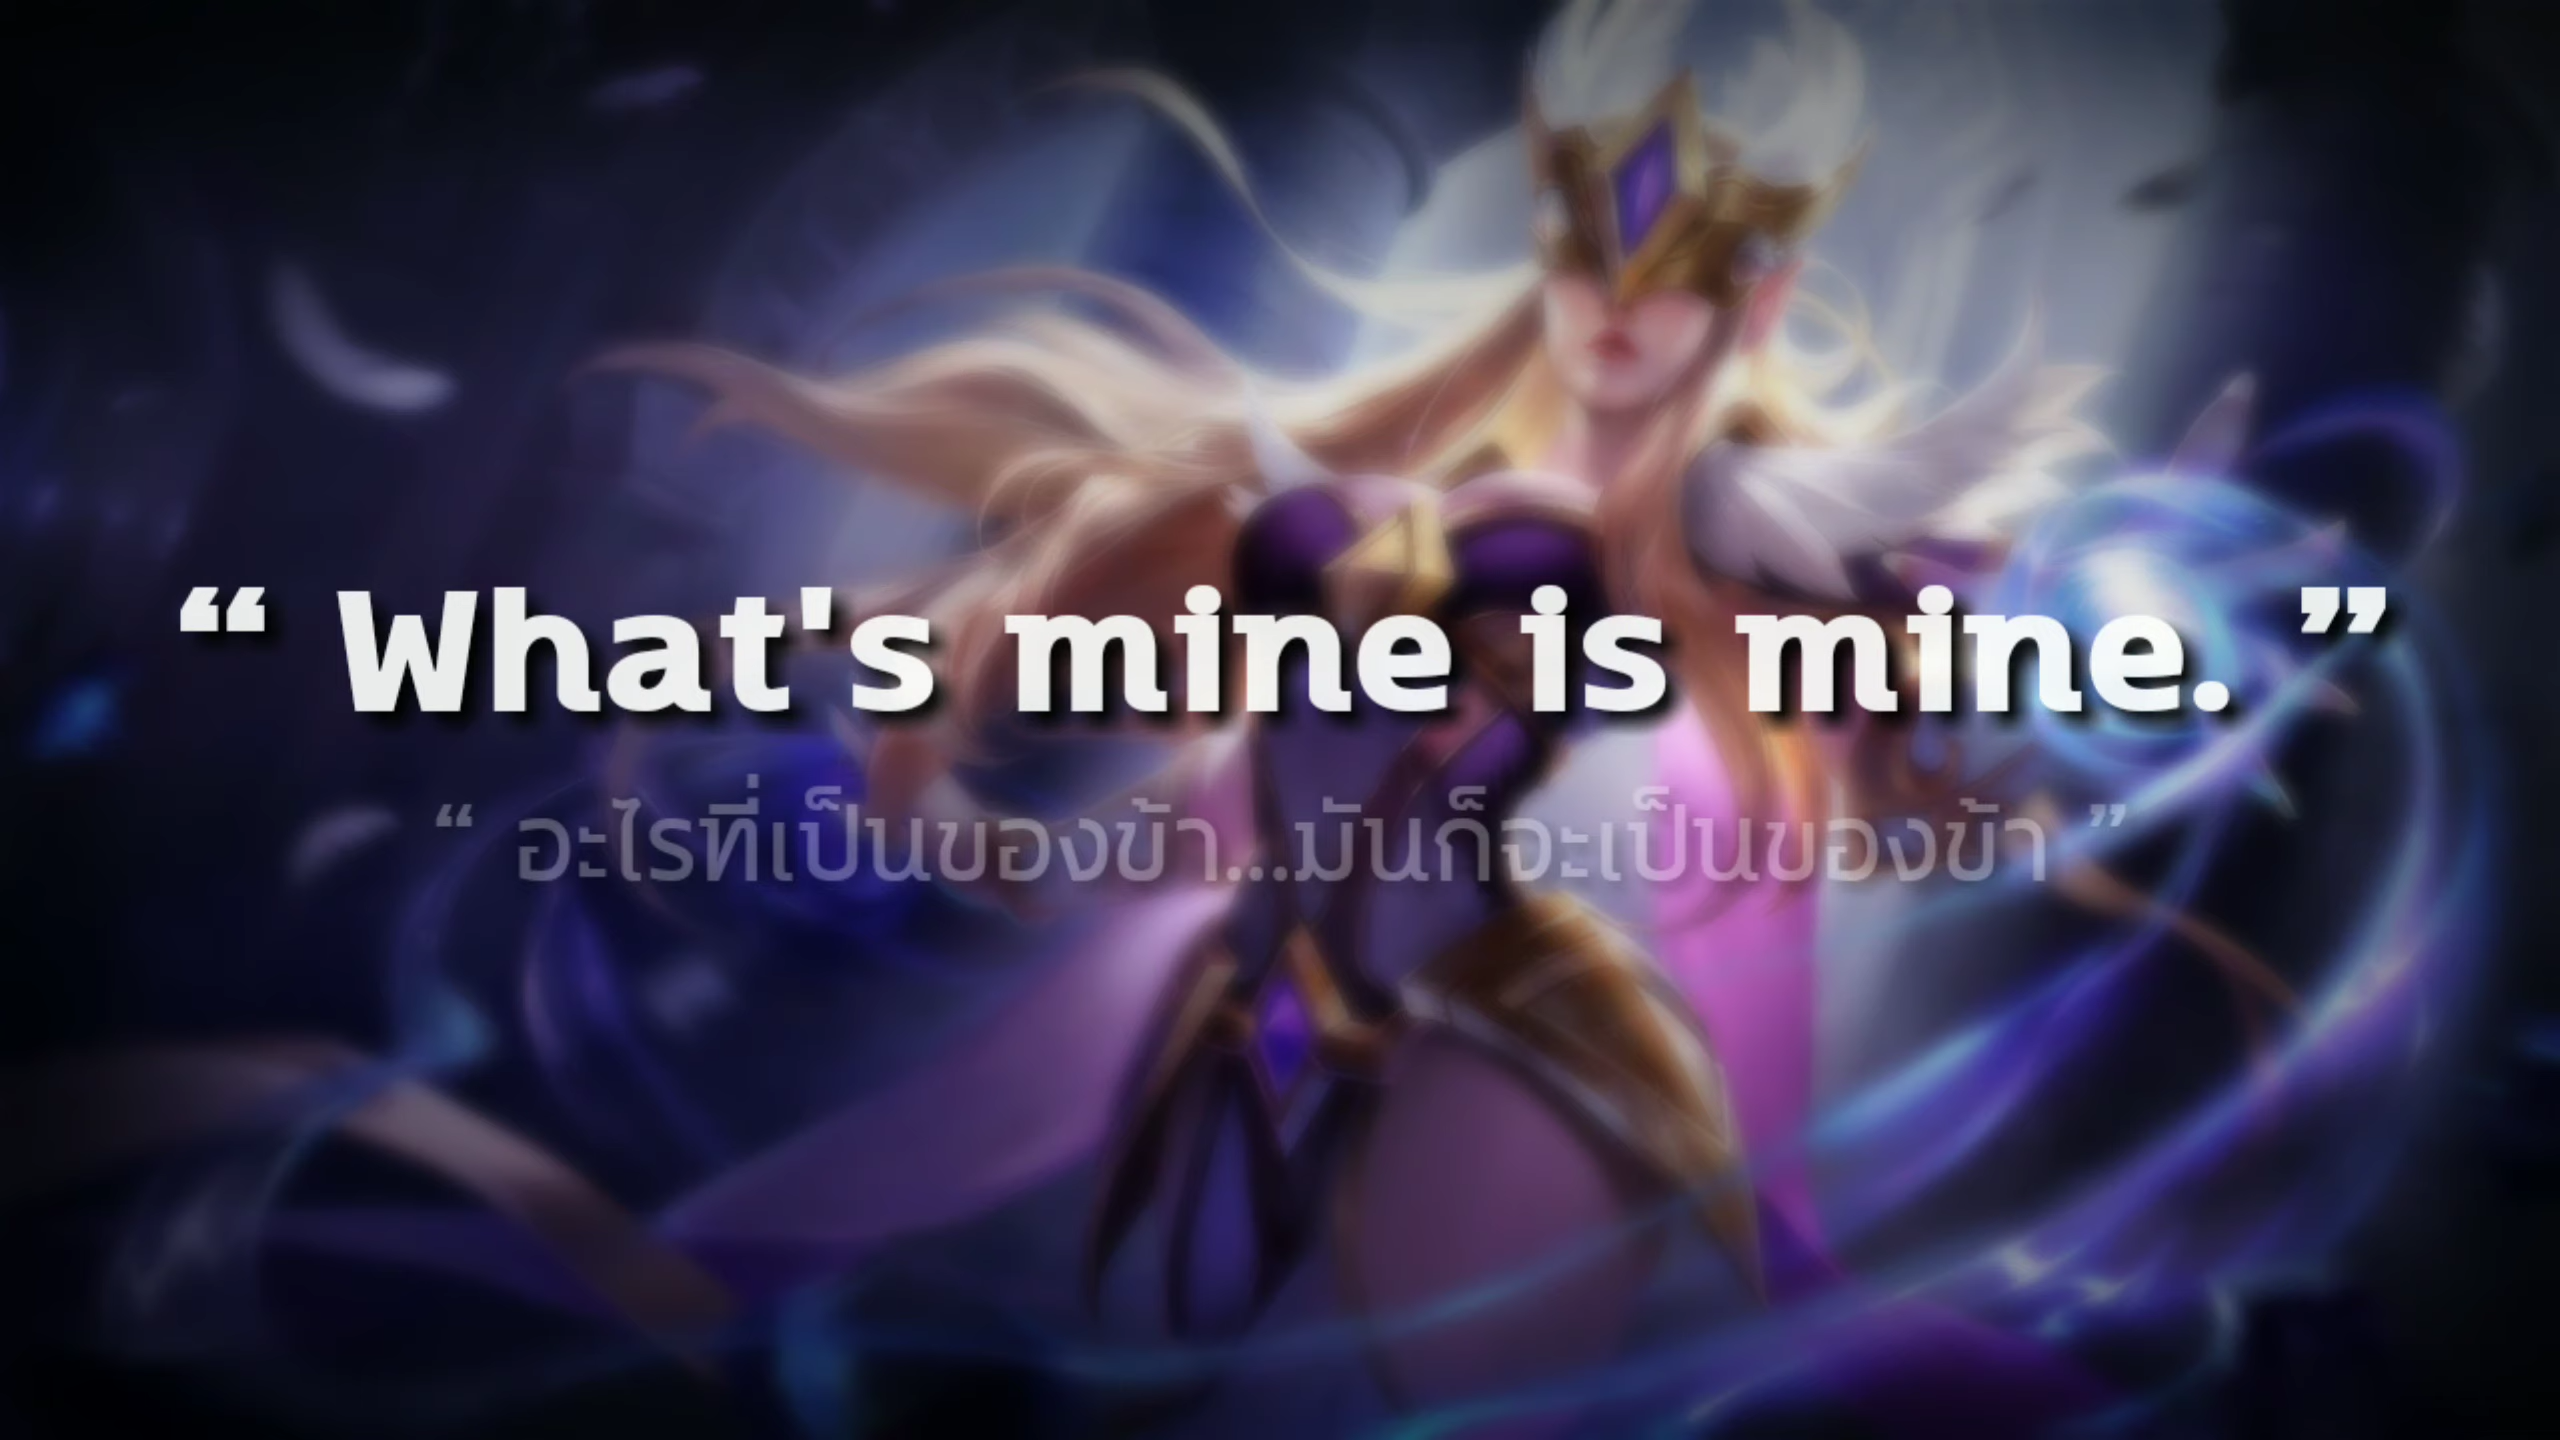 “ What's mine is mine. ”
“ อะไรที่เป็นของข้า...มันก็จะเป็นของข้า ”